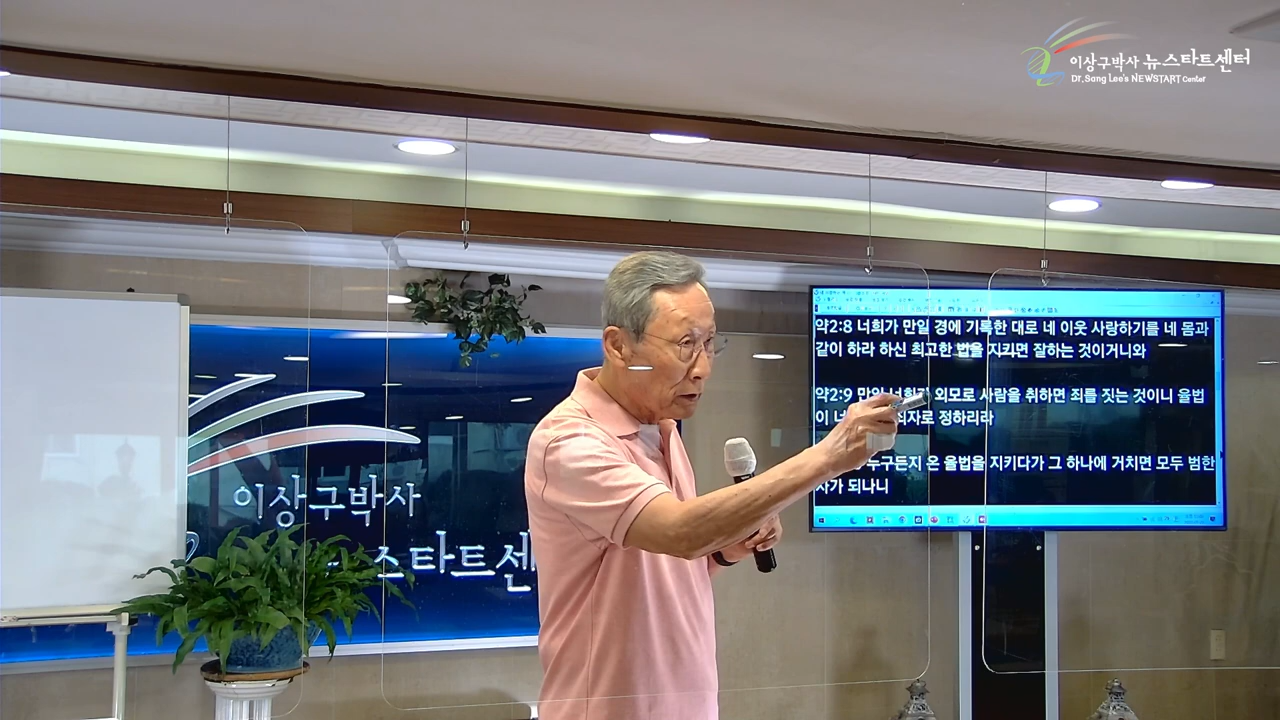 이상구박사 뉴스타트센터
Dr. Sang Lee's NEWSTART Center
약2:8 너희가 만일 경에 기록한 대로 네 이웃 사랑하기를 네 몸과
같이 하라 하신 최고한 법을 지키면 잘하는 것이거니와
약2:9 만일 너희가 외모로 사람을 취하면 죄를 짓는 것이니 율법
이 정하리라
누구든지 온 율법을 지키다가 그 하나에 거치면 모두 범한
자가 되나니
이상구박사
스타트센